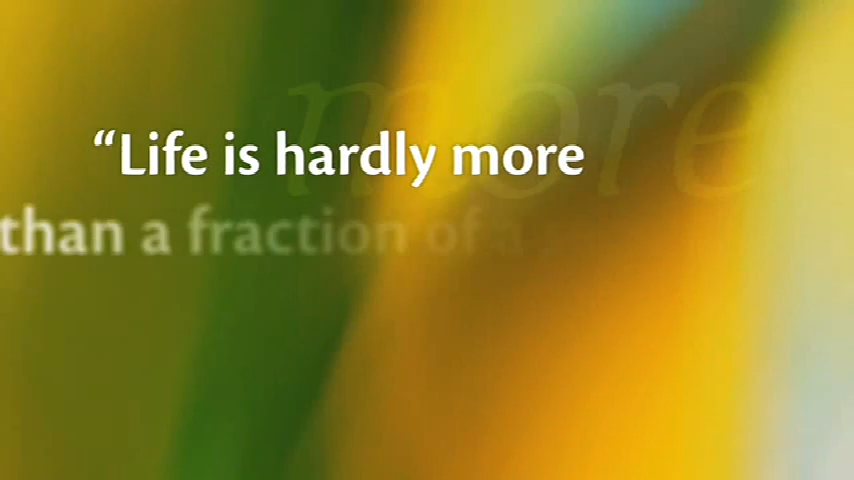 more
“Life is hardly more
than a fraction of a